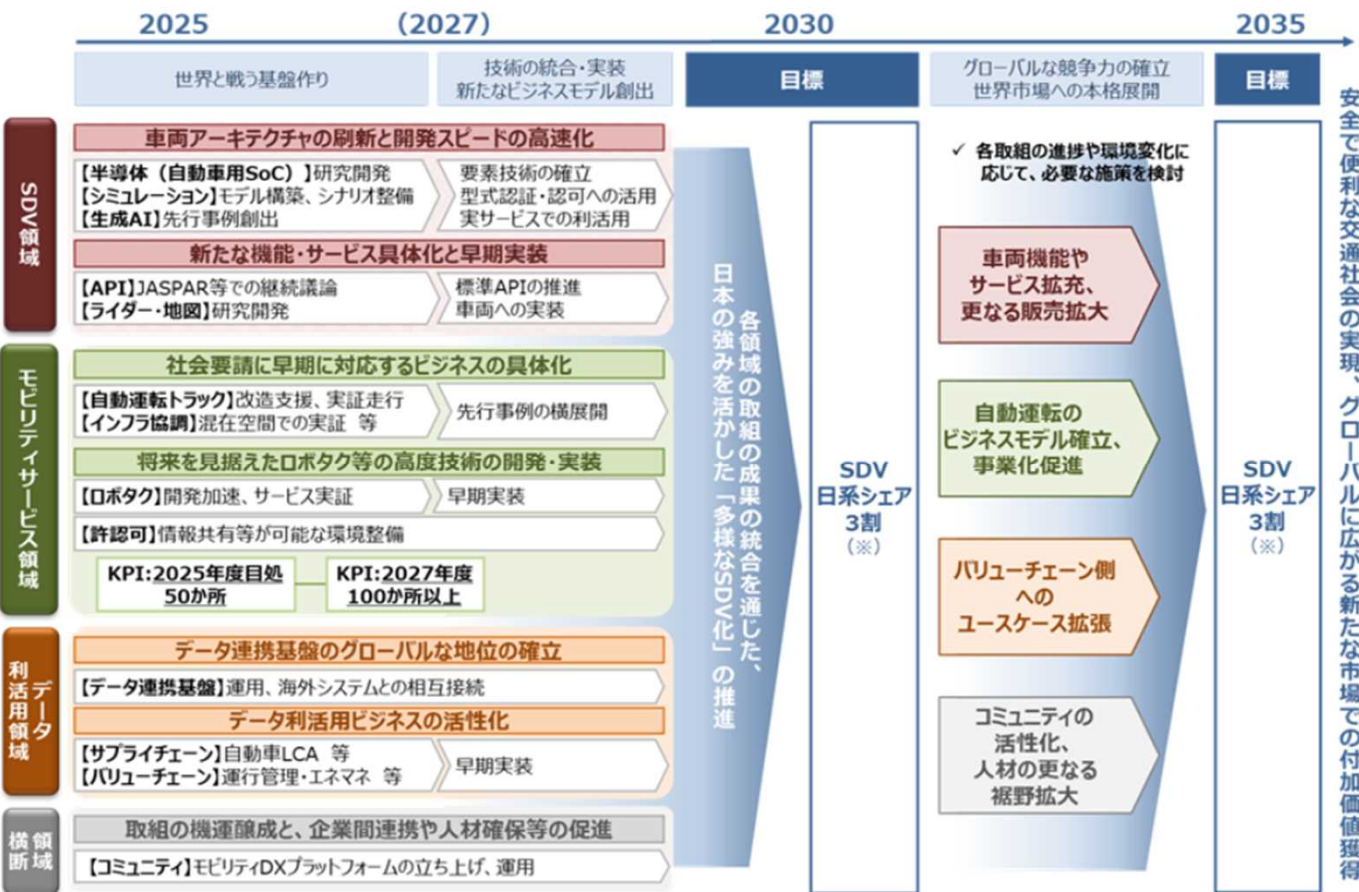 2025
（2027）
2030
2035
世界と戦う基盤作り
技術の統合・実装
新たなビジネスモデル創出
目標
グローバルな競争力の確立
世界市場への本格展開
目標
SDV領域
車両アーキテクチャの刷新と開発スピードの高速化
【半導体（自動車用SoC）】研究開発
【シミュレーション】モデル構築、シナリオ整備
【生成AI】先行事例創出
要素技術の確立
型式認証・認可への活用
実サービスでの利活用
新たな機能・サービス具体化と早期実装
【API】JASPAR等での継続議論
【ライダー・地図】研究開発
標準APIの推進
車両への実装
モビリティサービス領域
社会要請に早期に対応するビジネスの具体化
【自動運転トラック】改造支援、実証走行
【インフラ協調】混在空間での実証 等
先行事例の横展開
将来を見据えたロボタク等の高度技術の開発・実装
【ロボタク】開発加速、サービス実証
早期実装
【許認可】情報共有等が可能な環境整備
KPI:2025年度目処
50か所
KPI:2027年度
100か所以上
データ
利活用領域
データ連携基盤のグローバルな地位の確立
【データ連携基盤】運用、海外システムとの相互接続
データ利活用ビジネスの活性化
【サプライチェーン】自動車LCA 等
【バリューチェーン】運行管理・エネマネ 等
早期実装
領域
横断
取組の機運醸成と、企業間連携や人材確保等の促進
【コミュニティ】モビリティDXプラットフォームの立ち上げ、運用
各領域の取組の成果の統合を通じた、
日本の強みを活かした「多様なSDV化」の推進
SDV
日系シェア
3割
（※）
✓ 各取組の進捗や環境変化に
応じて、必要な施策を検討
車両機能や
サービス拡充、
更なる販売拡大
自動運転の
ビジネスモデル確立、
事業化促進
バリューチェーン側
への
ユースケース拡張
コミュニティの
活性化、
人材の更なる
裾野拡大
SDV
日系シェア
3割
（※）
安全で便利な交通社会の実現、グローバルに広がる新たな市場での付加価値獲得